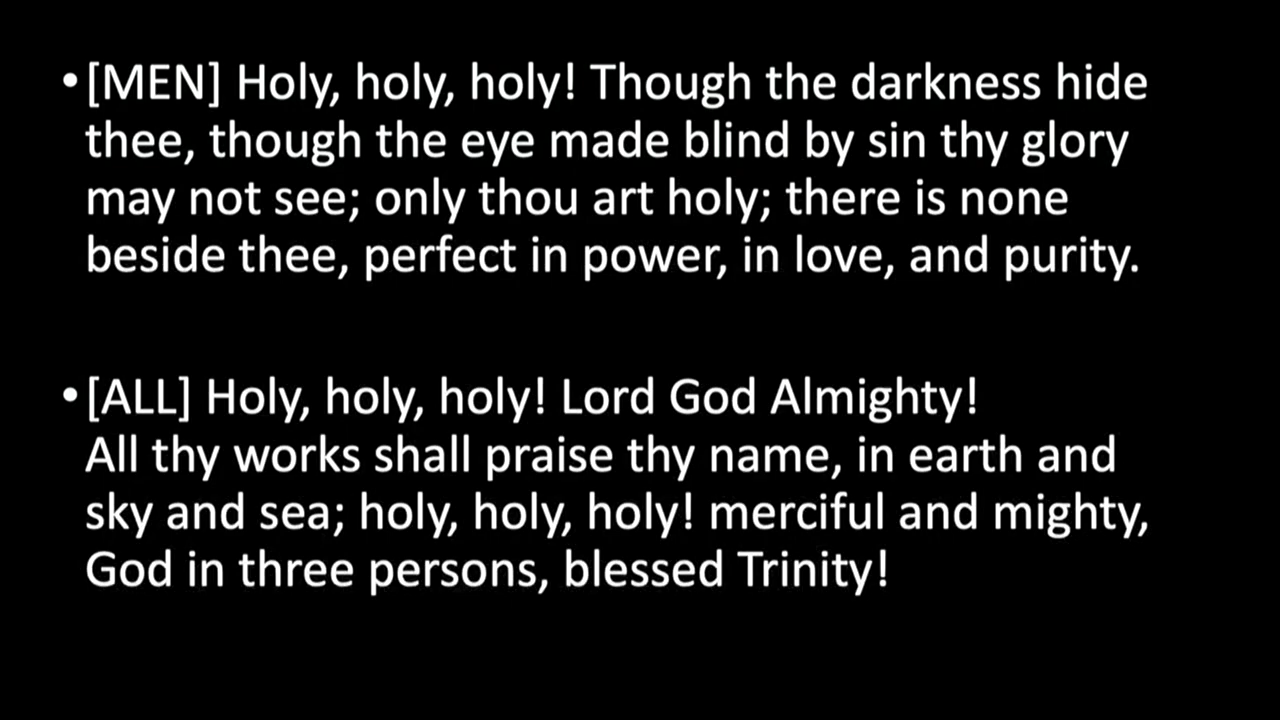 • [MEN] Holy, holy, holy! Though the darkness hide
thee, though the eye made blind by sin thy glory
may not see; only thou art holy; there is none
beside thee, perfect in power, in love, and purity.
• [ALL] Holy, holy, holy! Lord God Almighty!
All thy works shall praise thy name, in earth and
sky and sea; holy, holy, holy! merciful and mighty,
God in three persons, blessed Trinity!